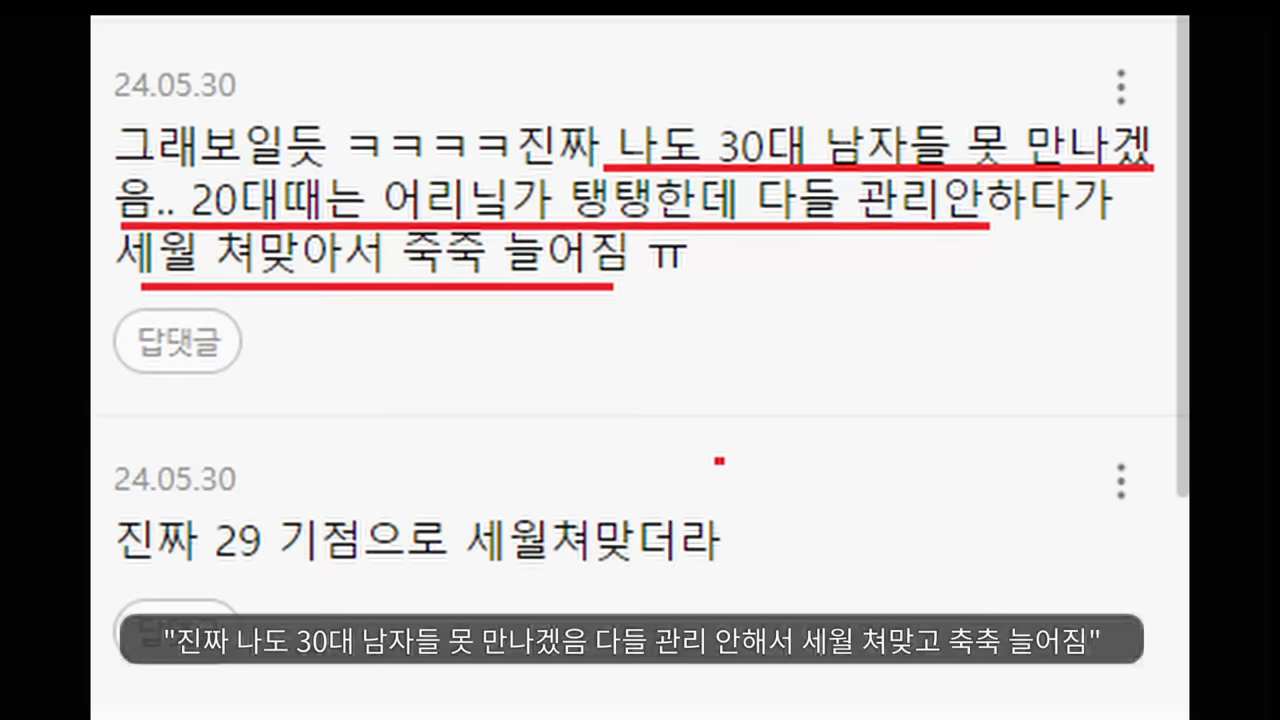 24.05.30
그래보일듯 ㅋㅋㅋㅋ진짜 나도 30대 남자들 못 만나겠
음.. 20대때는 어리닠가 탱탱한데 다들 관리안하다가
세월 쳐맞아서 죽죽 늘어짐 ㅠ
답댓글
24.05.30
진짜 29 기점으로 세월쳐맞더라
"진짜 나도 30대 남자들 못 만나겠음 다들 관리 안해서 세월 쳐맞고 축축 늘어짐"